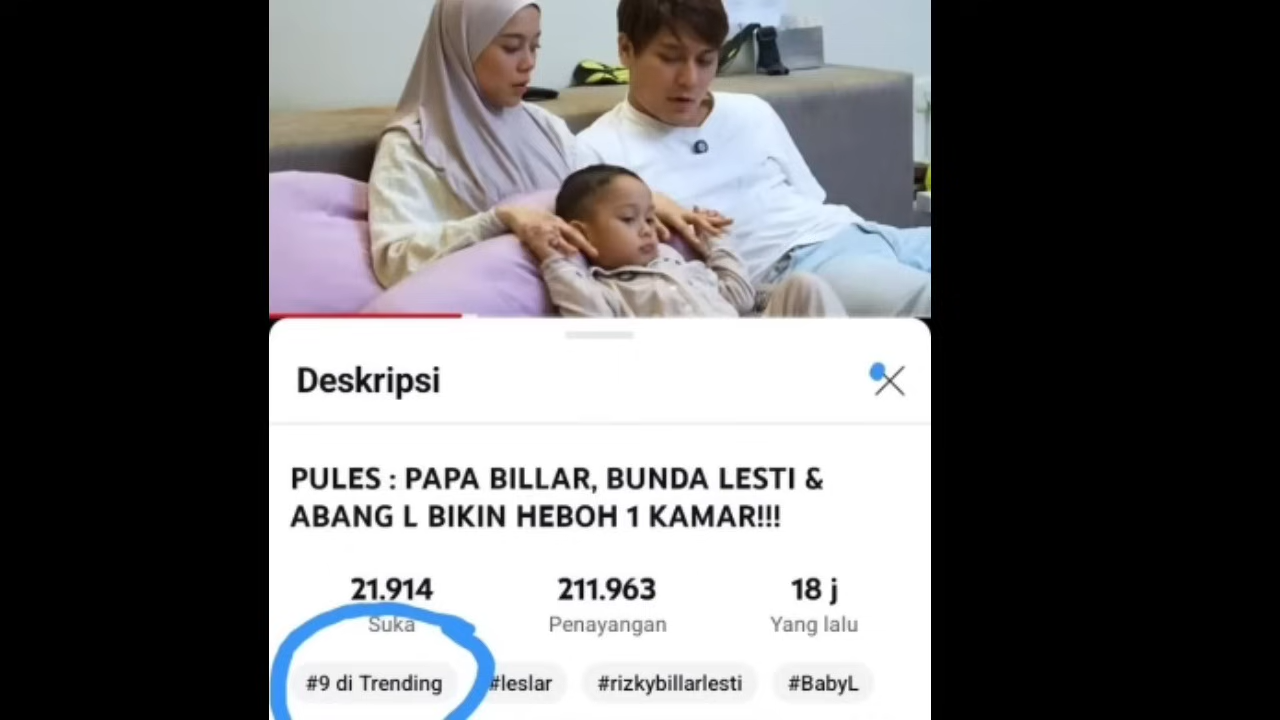 Deskripsi
PULES : PAPA BILLAR, BUNDA LESTI &
ABANG L BIKIN HEBOH 1 KAMAR!!!
21.914 211.963 18 j
Suka Penayangan Yang lalu
#9 di Trending #leslar #rizkybillarlesti #BabyL